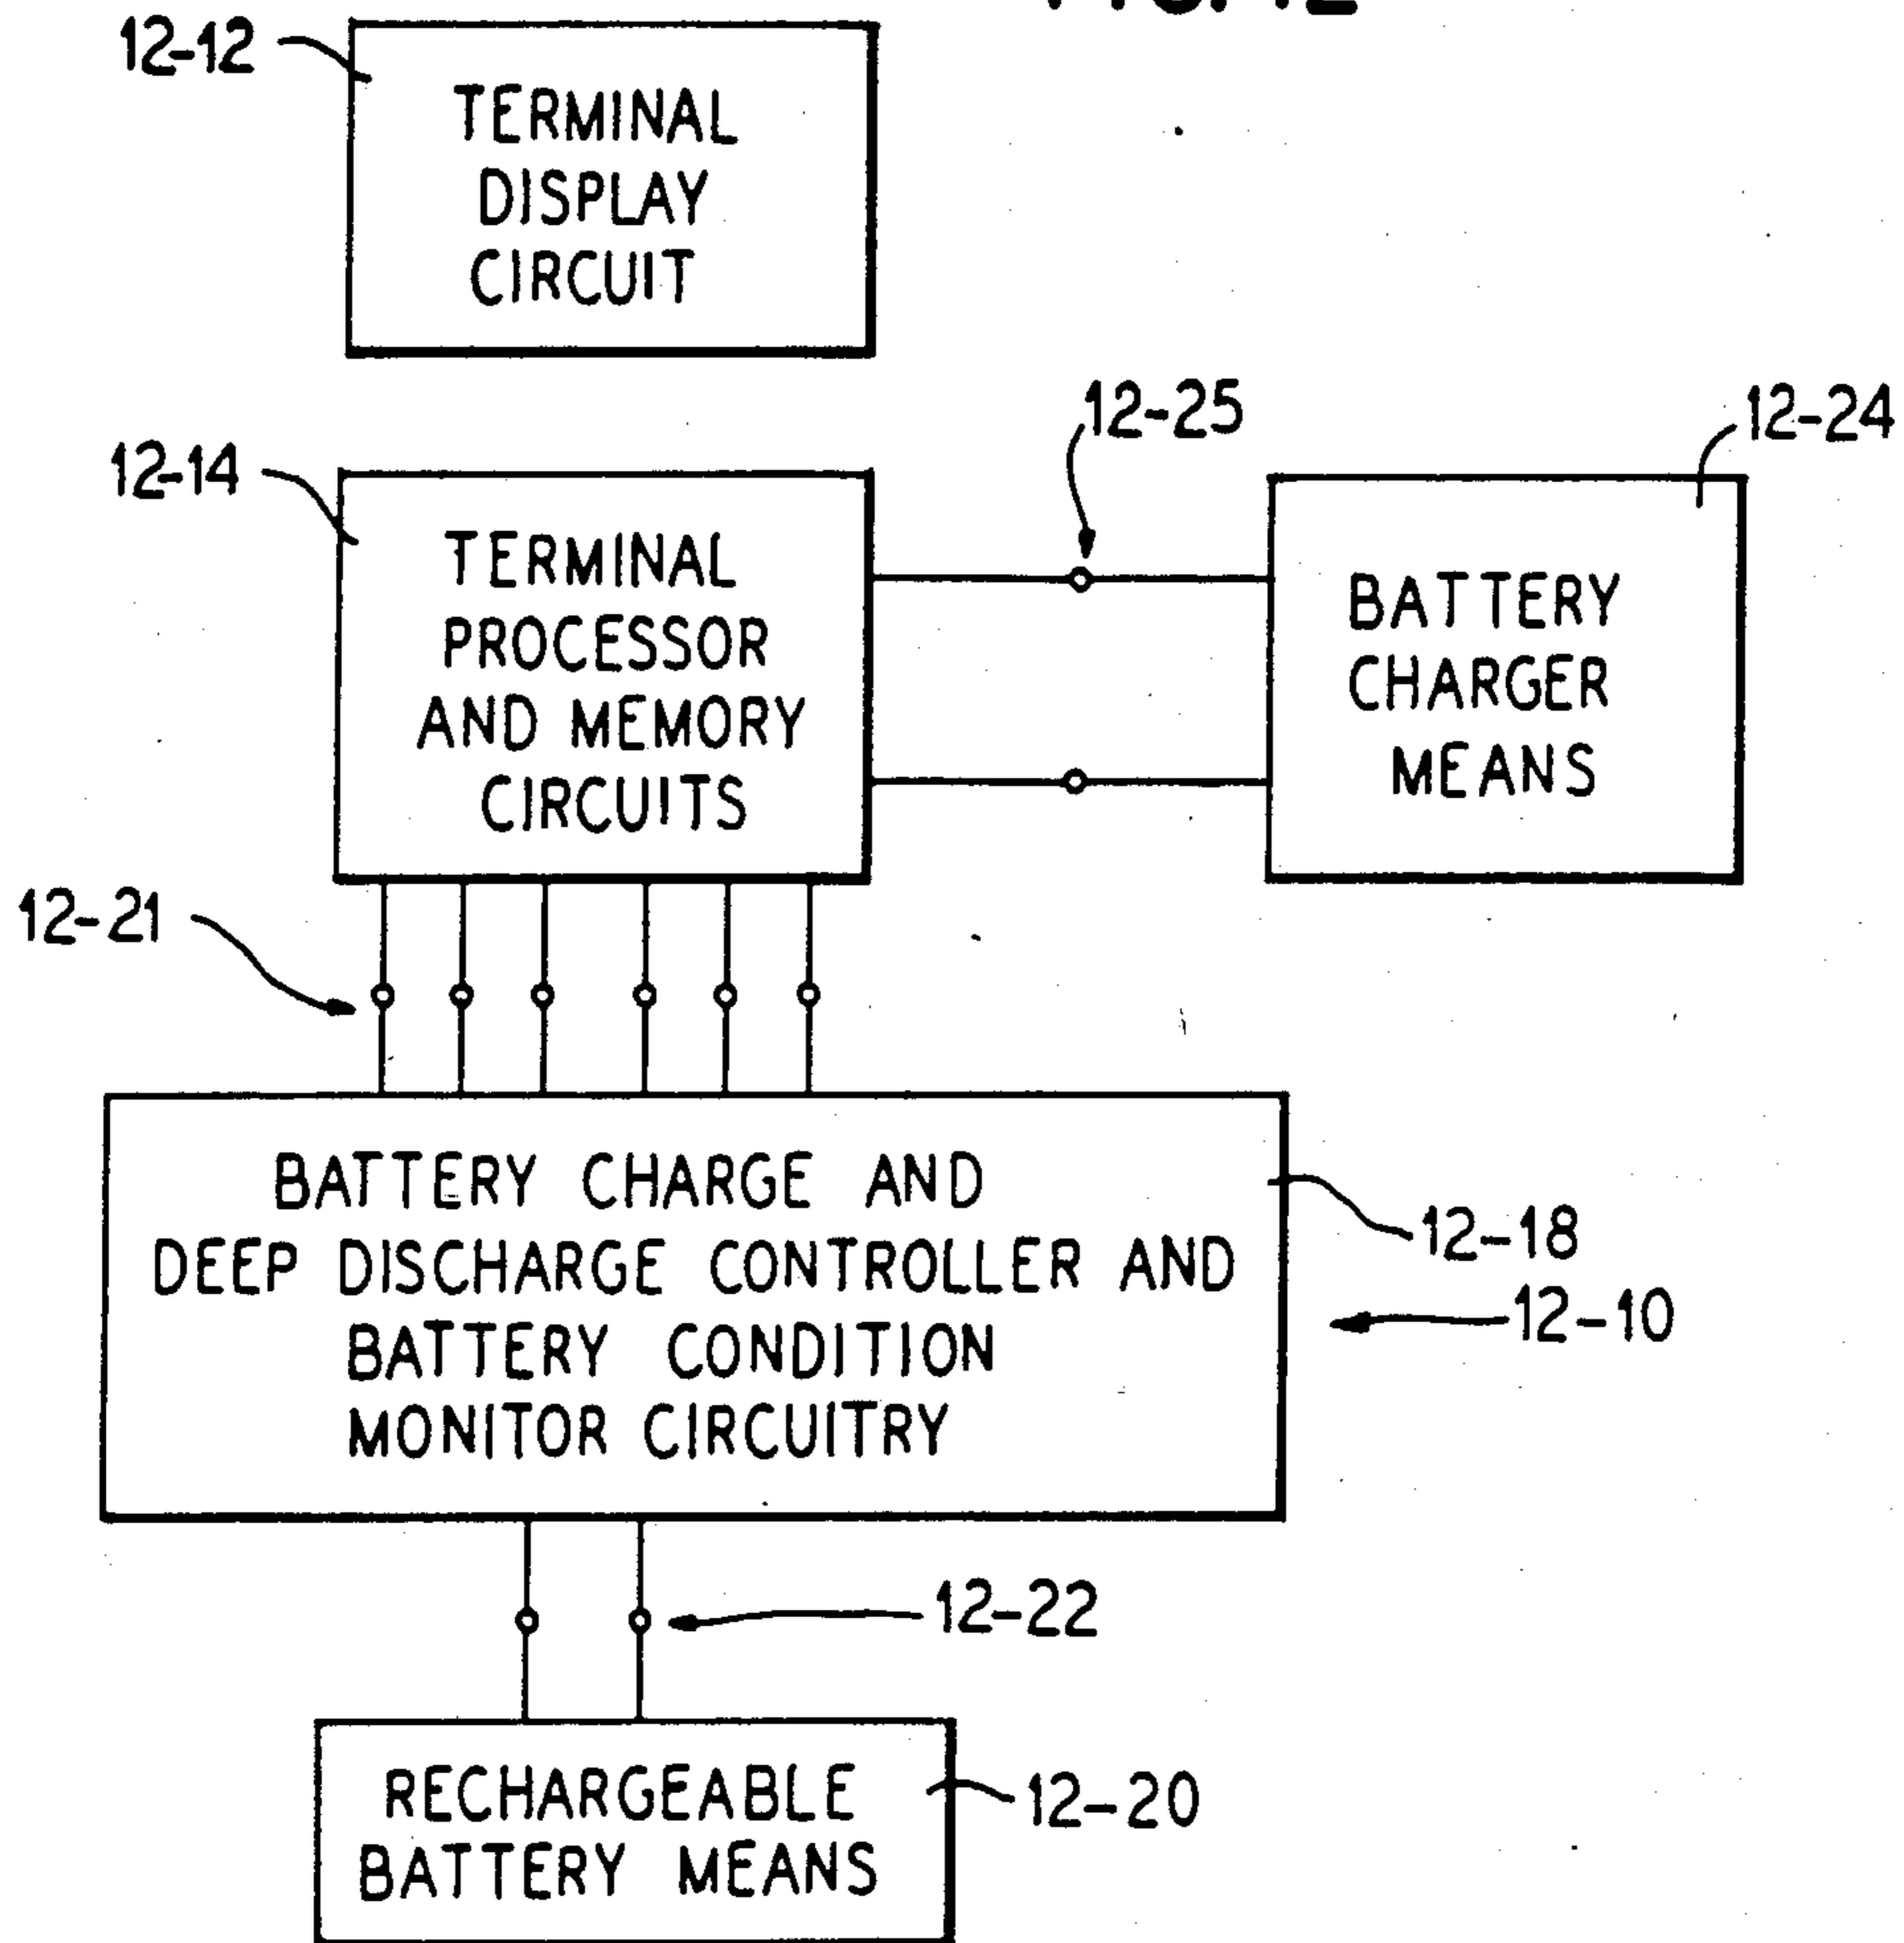 12-12
TERMINAL
DISPLAY
CIRCUIT
12-25
12-24
12-14
TERMINAL
PROCESSOR
AND MEMORY
CIRCUITS
BATTERY
CHARGER
MEANS
12-21
BATTERY CHARGE AND
DEEP DISCHARGE CONTROLLER AND
BATTERY CONDITION
MONITOR CIRCUITRY
12-18
12-10
12-22
RECHARGEABLE
BATTERY MEANS
12-20